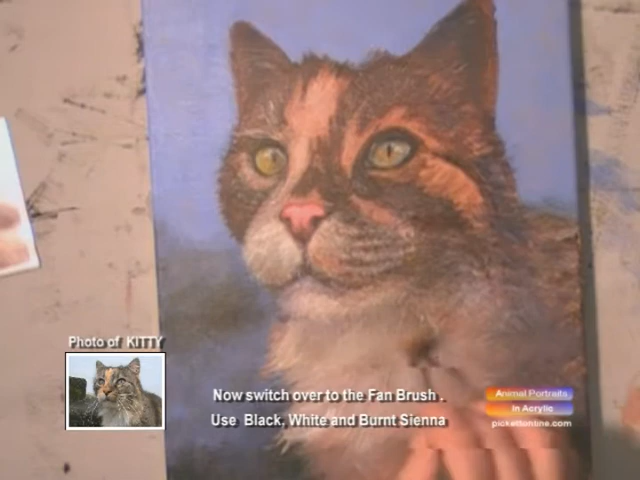 Photo of KITTY
Now switch over to the Fan Brush .
Use Black, White and Burnt Sienna
Animal Portraits
In Acrylic
pickettontine.com